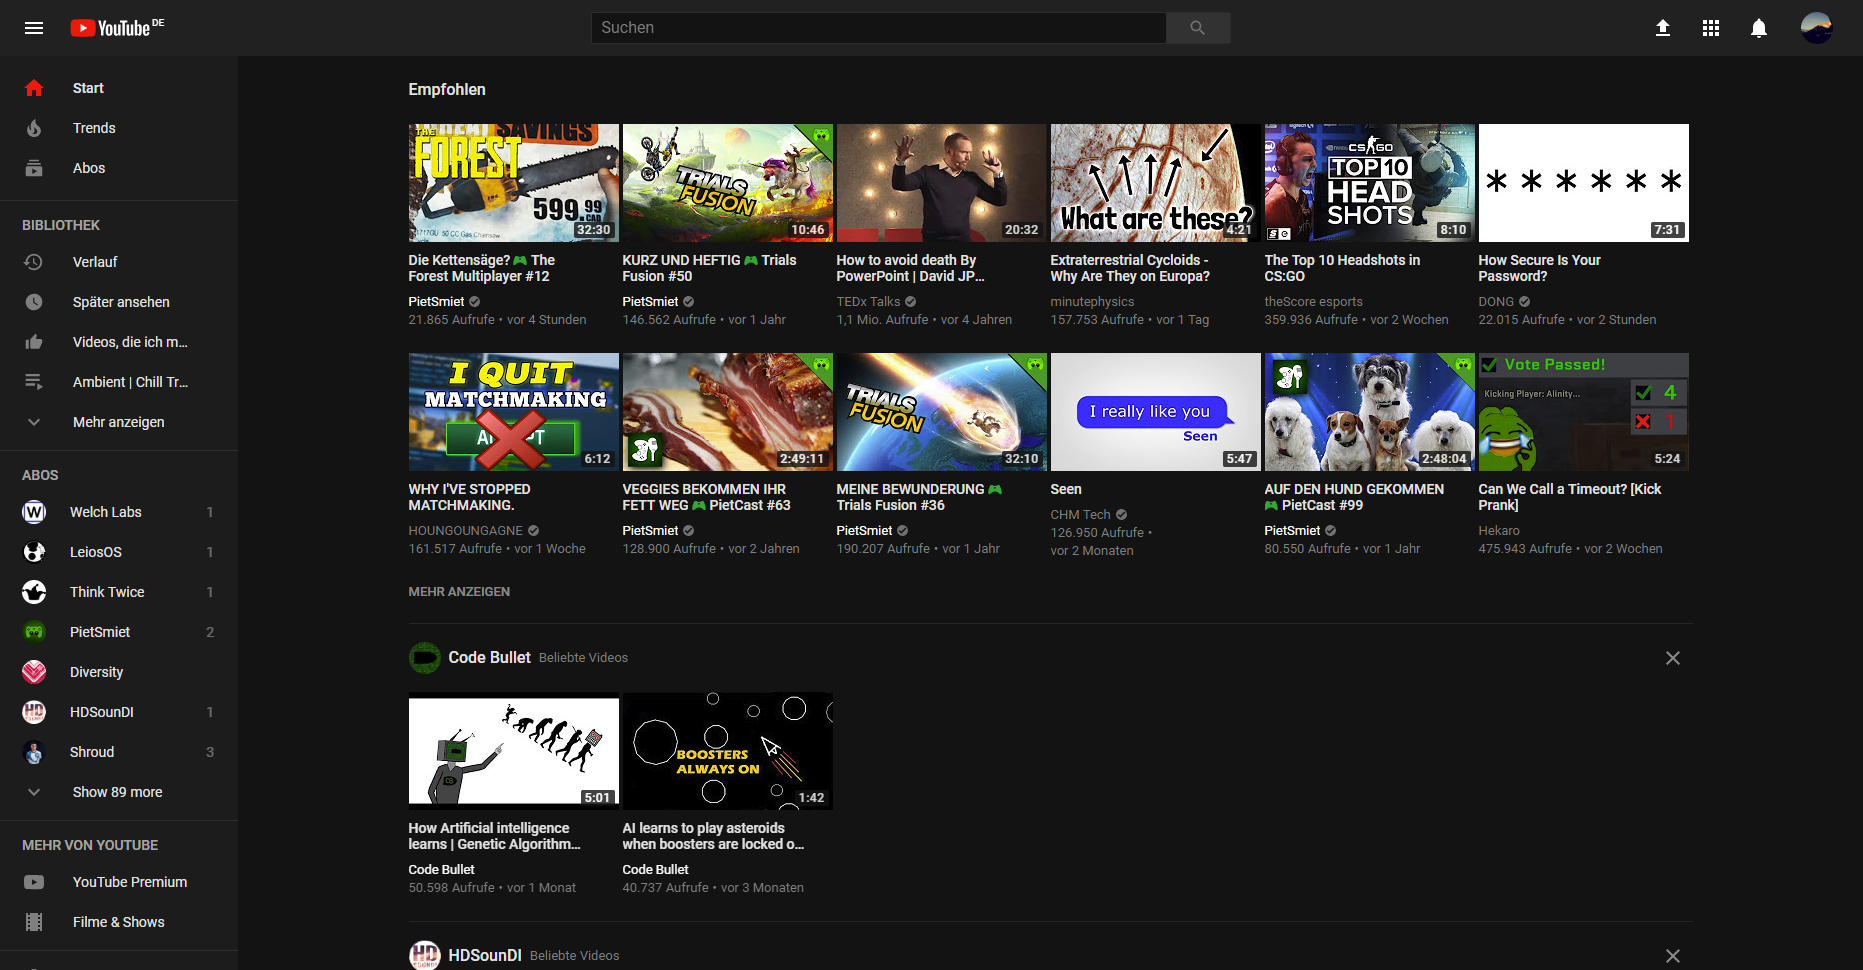 YouTube DE
Suchen
Start
Trends
Abos
BIBLIOTHEK
Verlauf
Später ansehen
Videos, die ich m...
Ambient | Chill Tr...
Mehr anzeigen
ABOS
Welch Labs 1
LeiosOS 1
Think Twice 1
PietSmiet 2
Diversity
HDSounDI 1
Shroud 3
Show 89 more
MEHR VON YOUTUBE
YouTube Premium
Filme & Shows
Empfohlen
SAVINGS
THE
FOREST
599.99
CAD
32:30
Die Kettensäge? 🎮 The
Forest Multiplayer #12
PietSmiet
21.865 Aufrufe • vor 4 Stunden
TRIALS
FUSION
10:46
KURZ UND HEFTIG 🎮 Trials
Fusion #50
PietSmiet
146.562 Aufrufe • vor 1 Jahr
20:32
How to avoid death By
PowerPoint | David JP...
TEDx Talks
1,1 Mio. Aufrufe • vor 4 Jahren
What are these?
4:21
Extraterrestrial Cycloids -
Why Are They on Europa?
minutephysics
157.753 Aufrufe • vor 1 Tag
CS GO
TOP 10
HEAD
SHOTS
8:10
The Top 10 Headshots in
CS:GO
theScore esports
359.936 Aufrufe • vor 2 Wochen
* * * * * *
7:31
How Secure Is Your
Password?
DONG
22.015 Aufrufe • vor 2 Stunden
I QUIT
MATCHMAKING
6:12
WHY I'VE STOPPED
MATCHMAKING.
HOUNGOUNGAGNE
161.517 Aufrufe • vor 1 Woche
2:49:11
VEGGIES BEKOMMEN IHR
FETT WEG 🎮 PietCast #63
PietSmiet
128.900 Aufrufe • vor 2 Jahren
TRIALS
FUSION
32:10
MEINE BEWUNDERUNG 🎮
Trials Fusion #36
PietSmiet
190.207 Aufrufe • vor 1 Jahr
I really like you
Seen
5:47
Seen
CHM Tech
126.950 Aufrufe •
vor 2 Monaten
2:48:04
AUF DEN HUND GEKOMMEN
🎮 PietCast #99
PietSmiet
80.550 Aufrufe • vor 1 Jahr
Vote Passed!
Kicking Player: Alinity...
4
1
5:24
Can We Call a Timeout? [Kick
Prank]
Hekaro
475.943 Aufrufe • vor 2 Wochen
MEHR ANZEIGEN
Code Bullet Beliebte Videos
5:01
How Artificial intelligence
learns | Genetic Algorithm...
Code Bullet
50.598 Aufrufe • vor 1 Monat
BOOSTERS
ALWAYS ON
1:42
AI learns to play asteroids
when boosters are locked o...
Code Bullet
40.737 Aufrufe • vor 3 Monaten
HD
HDSounDI Beliebte Videos